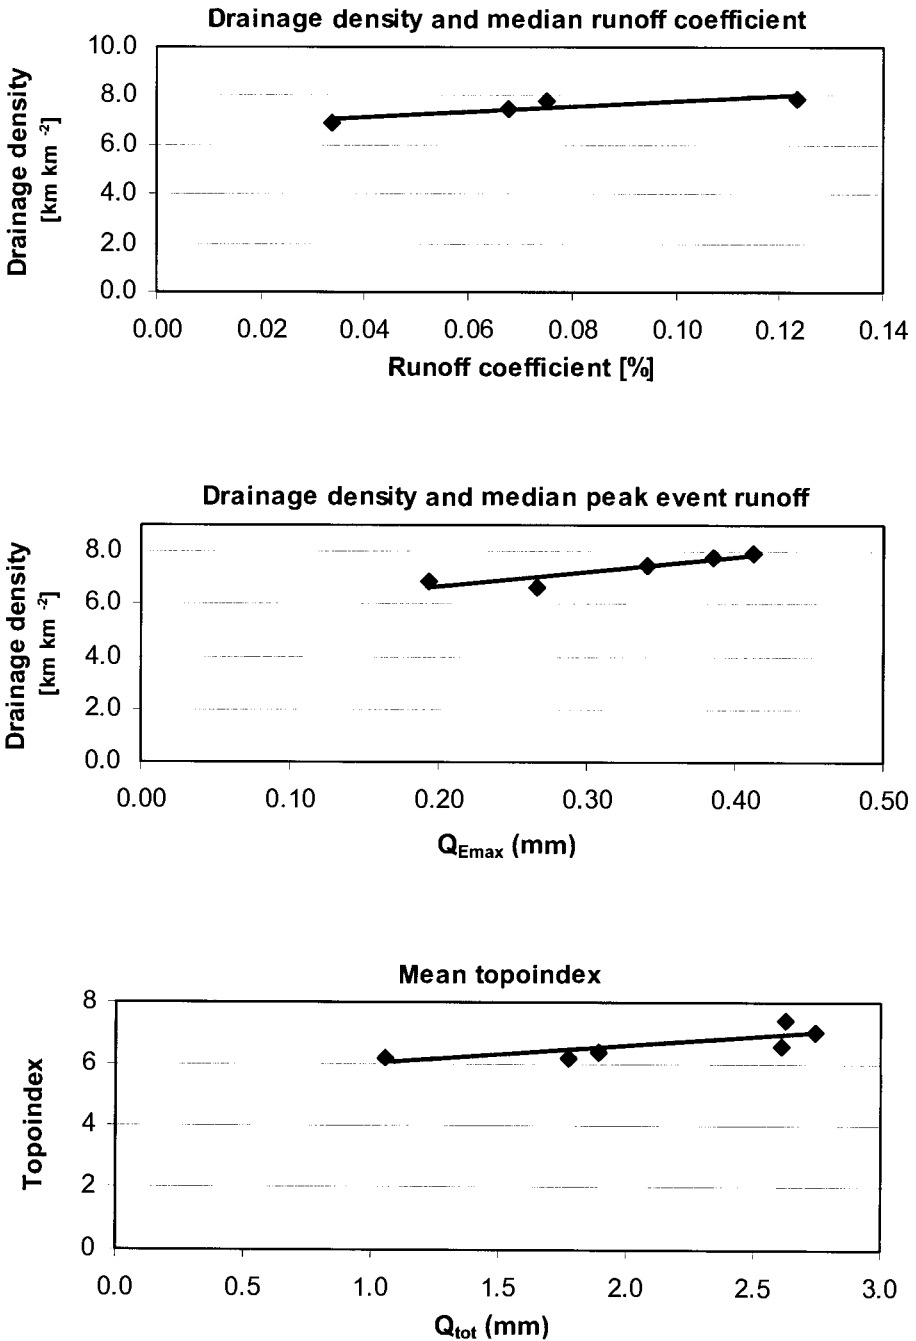 Drainage density and median runoff coefficient
Drainage density
[km km -2]
10.0
8.0
6.0
4.0
2.0
0.0
0.00 0.02 0.04 0.06 0.08 0.10 0.12 0.14
Runoff coefficient [%]
Drainage density and median peak event runoff
Drainage density
[km km -2]
8.0
6.0
4.0
2.0
0.0
0.00 0.10 0.20 0.30 0.40 0.50
QEmax (mm)
Mean topoindex
Topoindex
8
6
4
2
0
0.0 0.5 1.0 1.5 2.0 2.5 3.0
Qtot (mm)